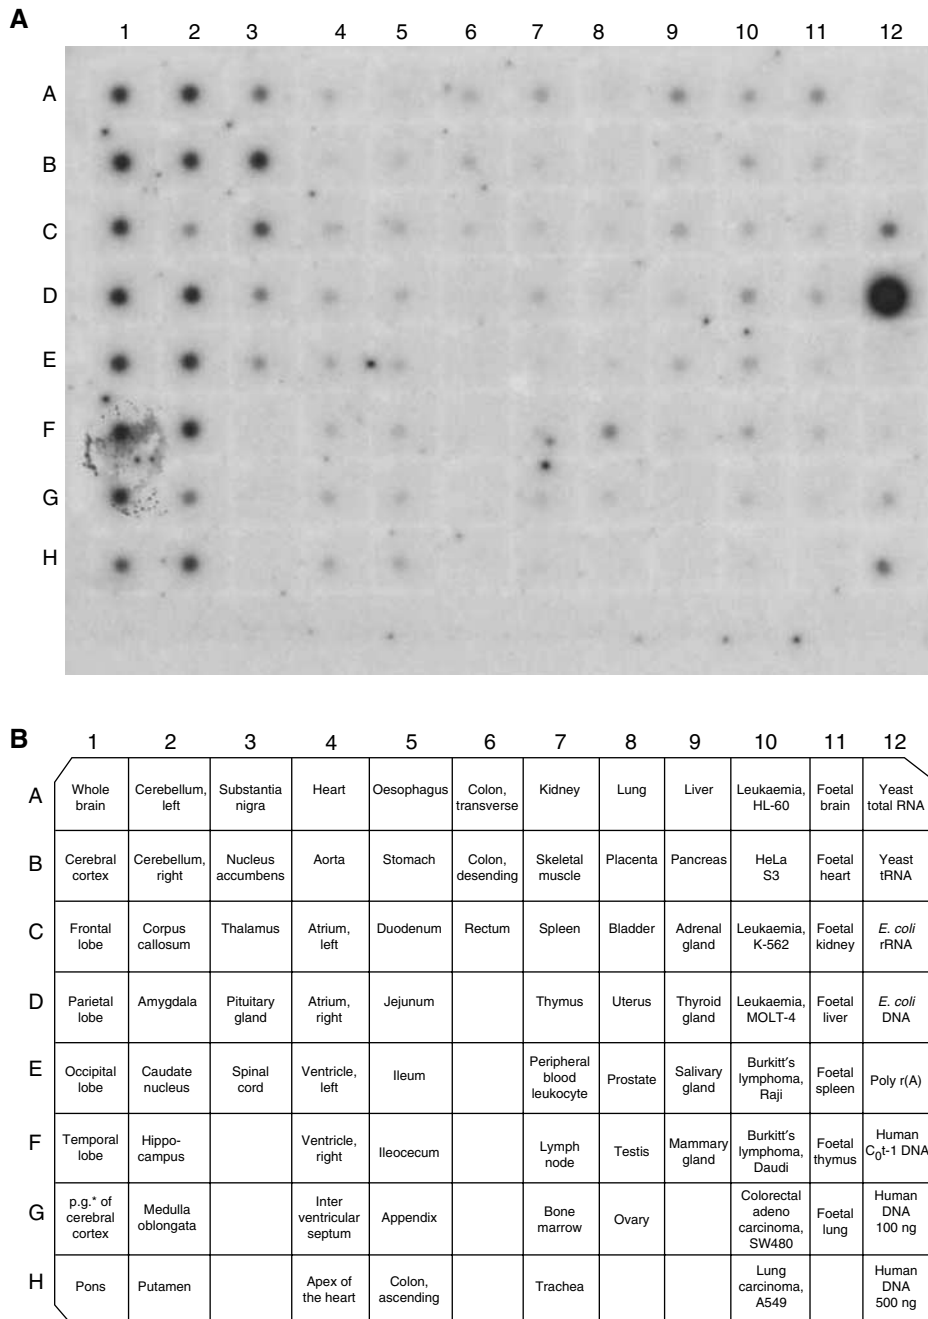 A
1 2 3 4 5 6 7 8 9 10 11 12
A
B
C
D
E
F
G
H
B
1 2 3 4 5 6 7 8 9 10 11 12
A
Whole
brain
Cerebellum,
left
Substantia
nigra
Heart
Oesophagus
Colon,
transverse
Kidney
Lung
Liver
Leukaemia,
HL-60
Foetal
brain
Yeast
total RNA
B
Cerebral
cortex
Cerebellum,
right
Nucleus
accumbens
Aorta
Stomach
Colon,
desending
Skeletal
muscle
Placenta
Pancreas
HeLa
S3
Foetal
heart
Yeast
tRNA
C
Frontal
lobe
Corpus
callosum
Thalamus
Atrium,
left
Duodenum
Rectum
Spleen
Bladder
Adrenal
gland
Leukaemia,
K-562
Foetal
kidney
E. coli
rRNA
D
Parietal
lobe
Amygdala
Pituitary
gland
Atrium,
right
Jejunum
Thymus
Uterus
Thyroid
gland
Leukaemia,
MOLT-4
Foetal
liver
E. coli
DNA
E
Occipital
lobe
Caudate
nucleus
Spinal
cord
Ventricle,
left
Ileum
Peripheral
blood
leukocyte
Prostate
Salivary
gland
Burkitt′s
lymphoma,
Raji
Foetal
spleen
Poly r(A)
F
Temporal
lobe
Hippo-
campus
Ventricle,
right
Ileocecum
Lymph
node
Testis
Mammary
gland
Burkitt′s
lymphoma,
Daudi
Foetal
thymus
Human
C0t-1 DNA
G
p.g.* of
cerebral
cortex
Medulla
oblongata
Inter
ventricular
septum
Appendix
Bone
marrow
Ovary
Colorectal
adeno
carcinoma,
SW480
Foetal
lung
Human
DNA
100 ng
H
Pons
Putamen
Apex of
the heart
Colon,
ascending
Trachea
Lung
carcinoma,
A549
Human
DNA
500 ng